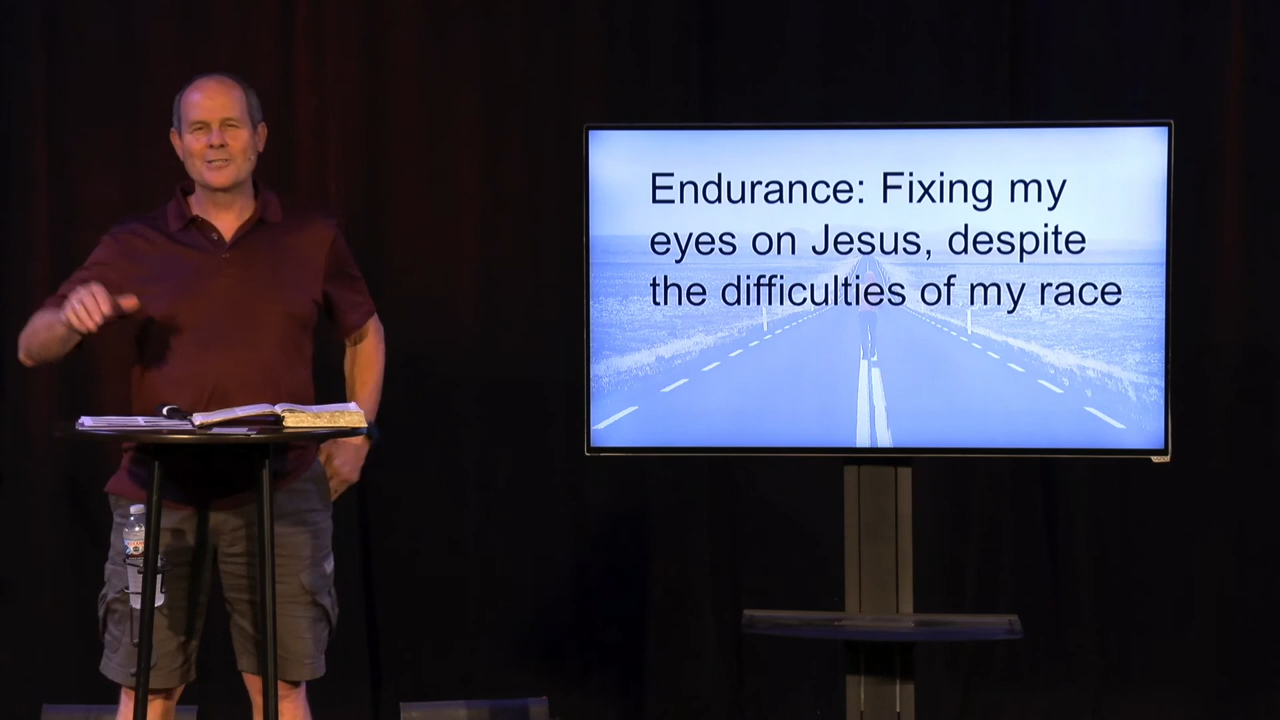 Endurance: Fixing my
eyes on Jesus, despite
the difficulties of my race